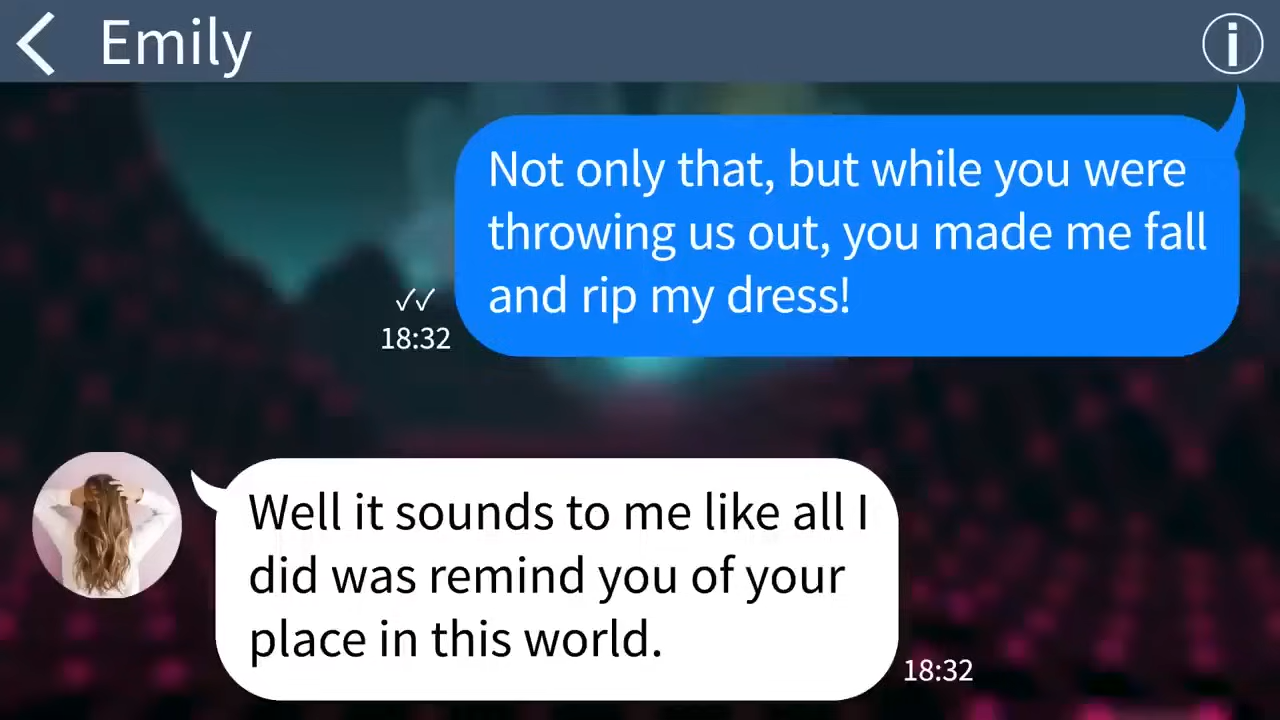 Emily
Not only that, but while you were
throwing us out, you made me fall
and rip my dress!
18:32
Well it sounds to me like all I
did was remind you of your
place in this world.
18:32